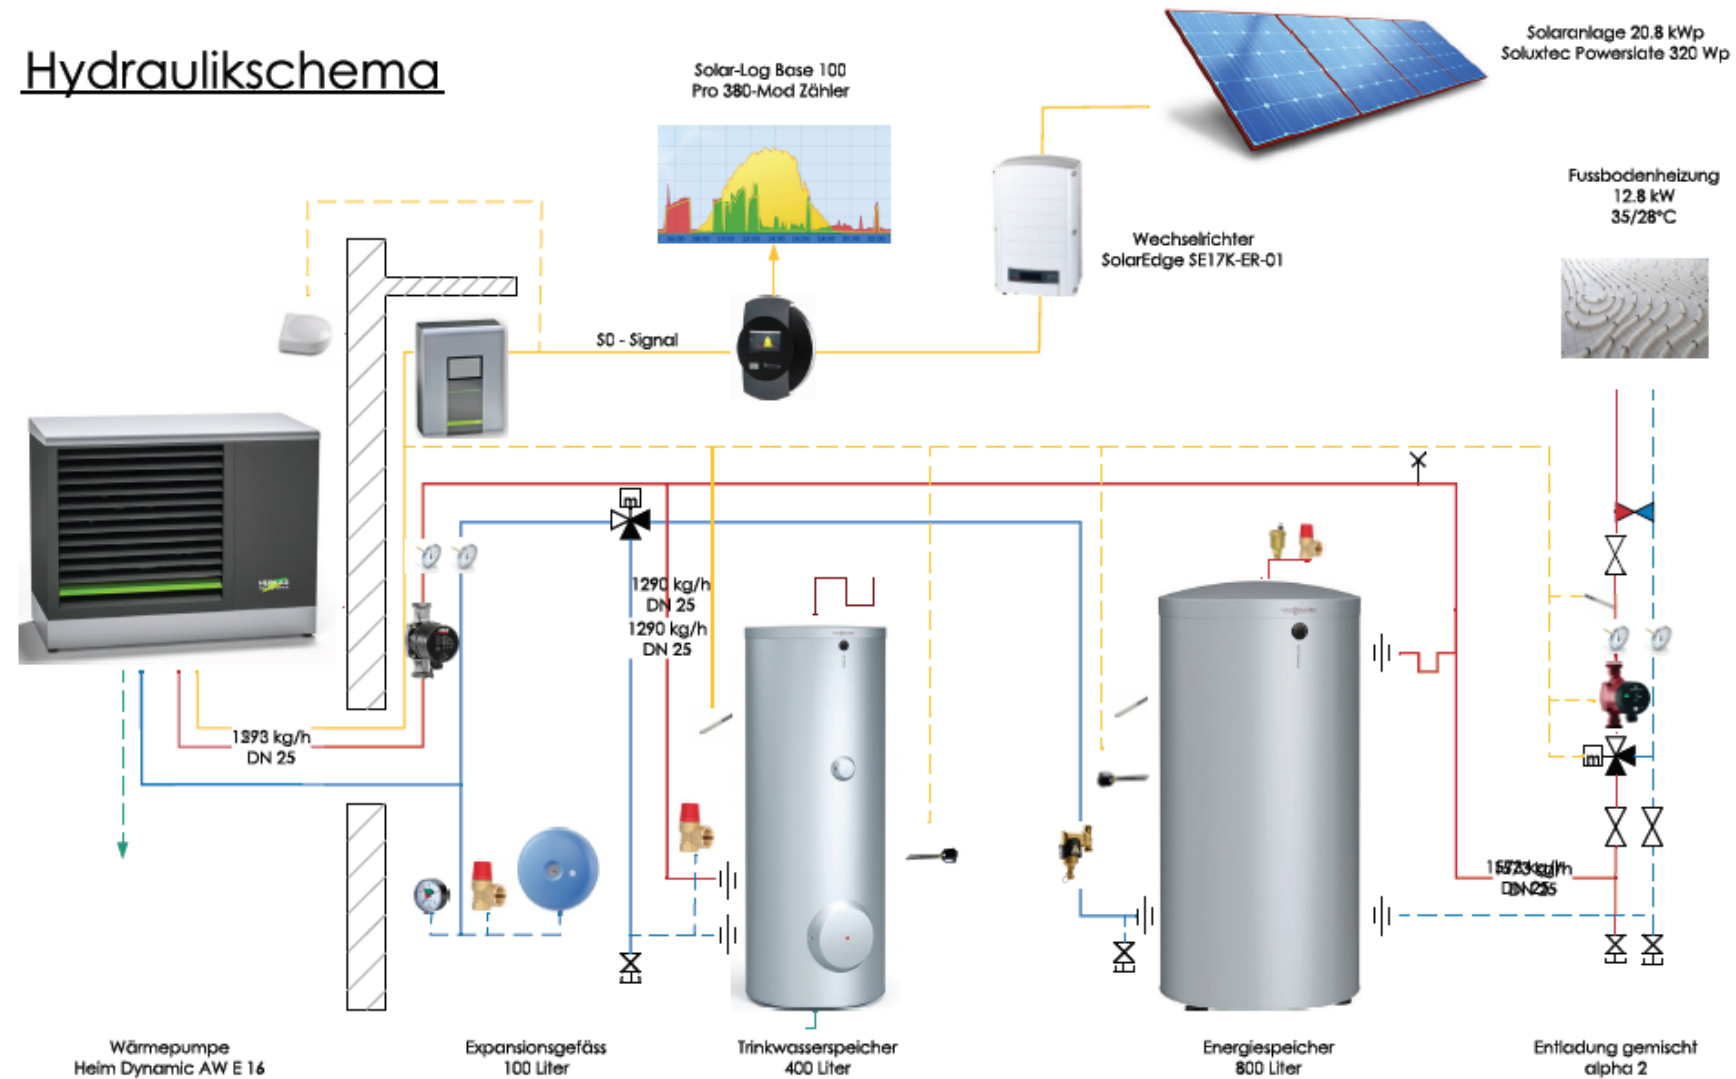 Hydraulikschema
Solar-Log Base 100
Pro 380-Mod Zähler
Solaranlage 20.8 kWp
Soluxtec Powerslate 320 Wp
Wechselrichter
SolarEdge SE17K-ER-01
Fussbodenheizung
12.8 kW
35/28°C
S0 - Signal
m
1290 kg/h
DN 25
1290 kg/h
DN 25
kg/h
DN 25
m
DN 25
Wärmepumpe
Heim Dynamic AW E 16
Expansionsgefäss
100 Liter
Trinkwasserspeicher
400 Liter
Energiespeicher
800 Liter
Entladung gemischt
alpha 2